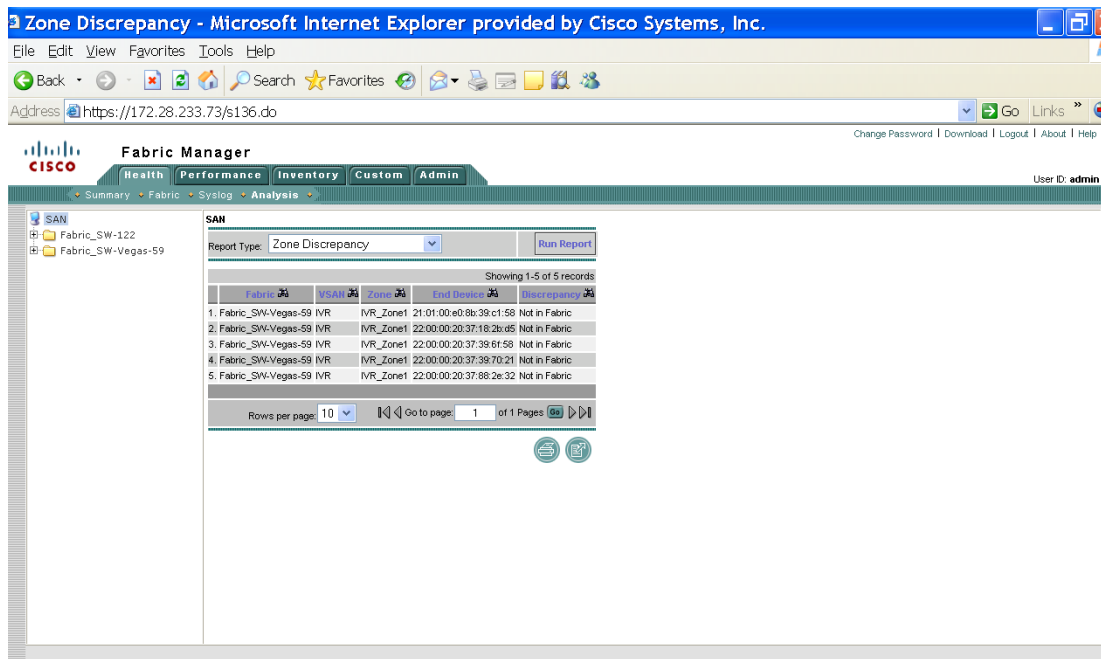 Zone Discrepancy - Microsoft Internet Explorer provided by Cisco Systems, Inc.
File Edit View Favorites Tools Help
Back Search Favorites
Address https://172.28.233.73/s136.do Go Links »
Change Password | Download | Logout | About | Help
CISCO Fabric Manager
Health Performance Inventory Custom Admin
User ID: admin
Summary Fabric Syslog Analysis
SAN
Fabric_SW-122
Fabric_SW-Vegas-59
SAN
Report Type: Zone Discrepancy Run Report
Showing 1-5 of 5 records
Fabric VSAN Zone End Device Discrepancy
1. Fabric_SW-Vegas-59 IVR IVR_Zone1 21:01:00:e0:8b:39:c1:58 Not in Fabric
2. Fabric_SW-Vegas-59 IVR IVR_Zone1 22:00:00:20:37:18:2b:d5 Not in Fabric
3. Fabric_SW-Vegas-59 IVR IVR_Zone1 22:00:00:20:37:39:6f:58 Not in Fabric
4. Fabric_SW-Vegas-59 IVR IVR_Zone1 22:00:00:20:37:39:70:21 Not in Fabric
5. Fabric_SW-Vegas-59 IVR IVR_Zone1 22:00:00:20:37:88:2e:32 Not in Fabric
Rows per page: 10 Go to page: 1 of 1 Pages Go